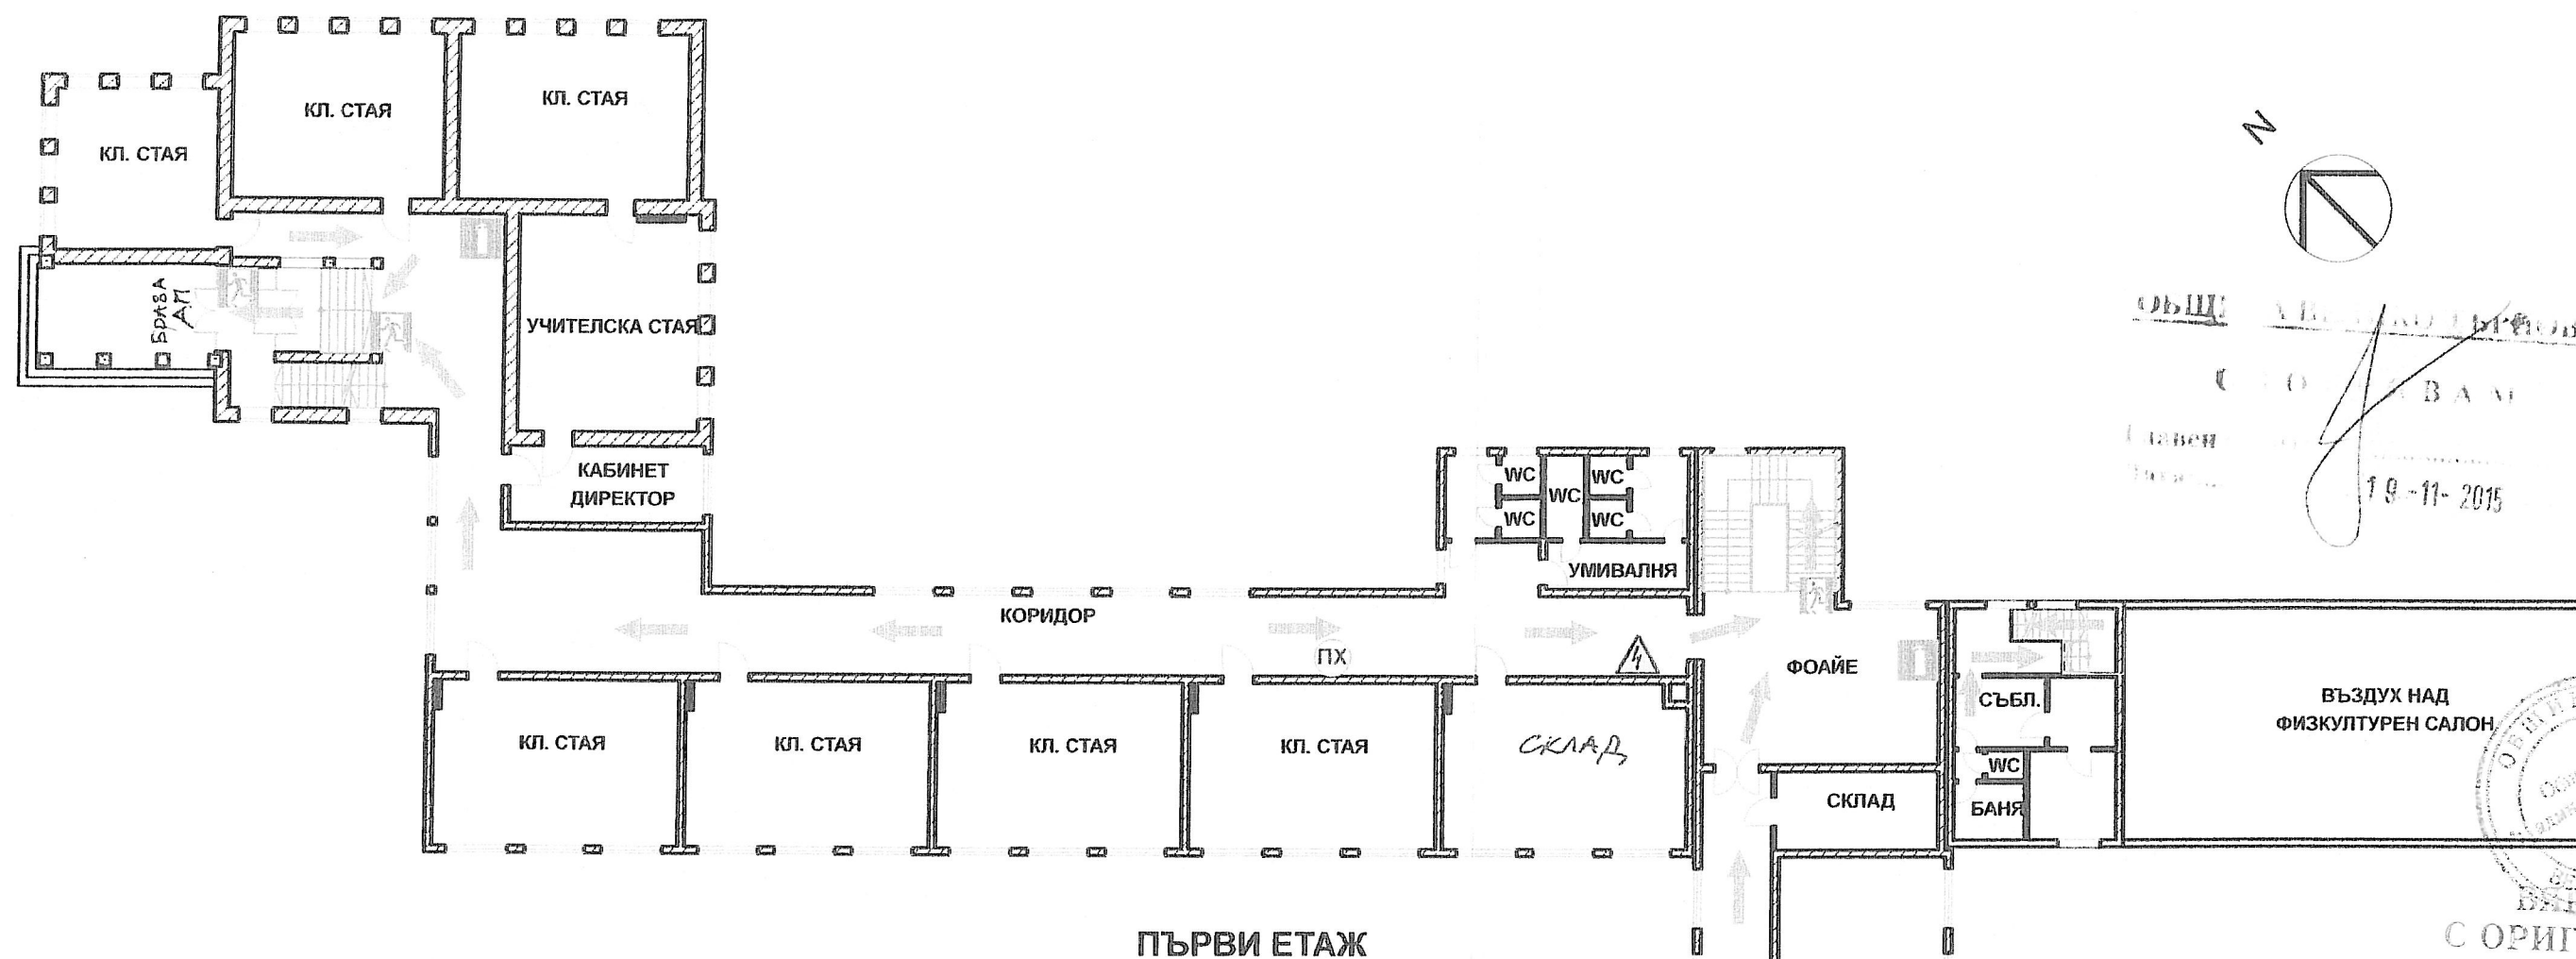 КЛ. СТАЯ
КЛ. СТАЯ
КЛ. СТАЯ
N
БРАВА
АП
УЧИТЕЛСКА СТАЯ
19-11-2015
КАБИНЕТ
ДИРЕКТОР
WC
WC
WC
WC
WC
УМИВАЛНЯ
КОРИДОР
ПХ
ФОАЙЕ
СЪБЛ.
ВЪЗДУХ НАД
ФИЗКУЛТУРЕН САЛОН
КЛ. СТАЯ
КЛ. СТАЯ
КЛ. СТАЯ
КЛ. СТАЯ
СКЛАД
WC
СКЛАД
БАНЯ
ПЪРВИ ЕТАЖ
С ОРИГ